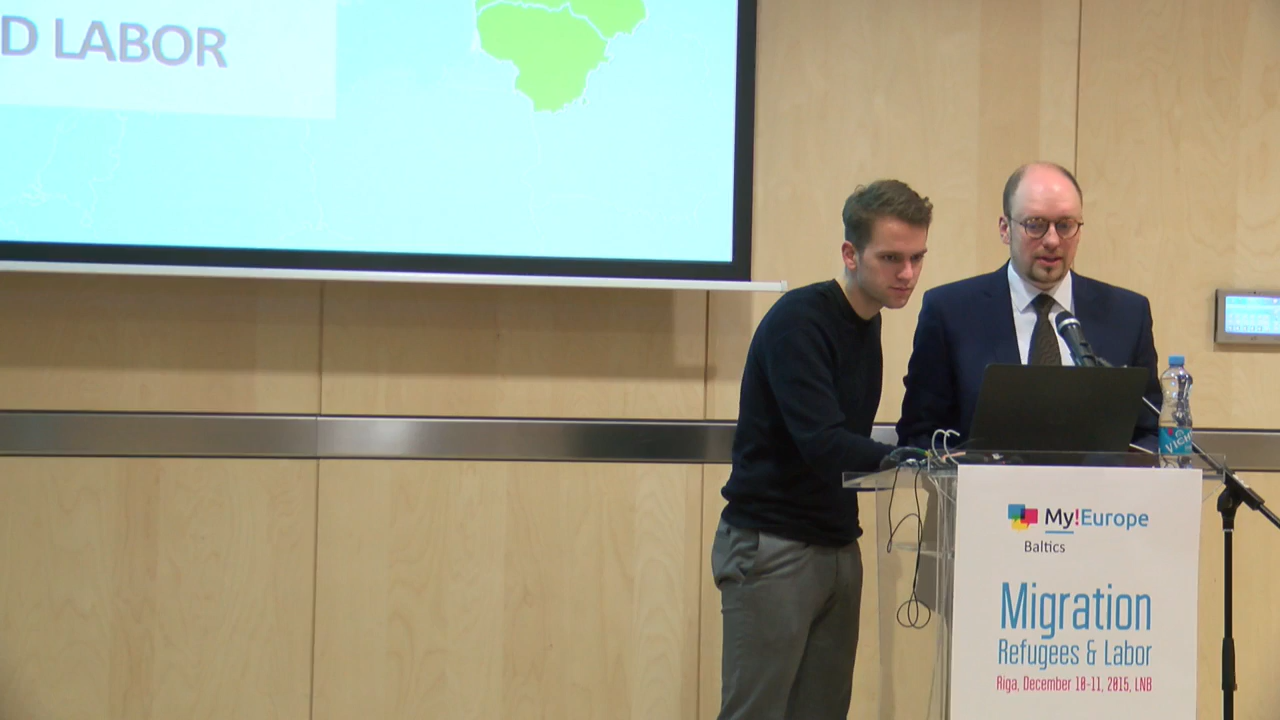 D LABOR
My!Europe
Baltics
Migration
Refugees & Labor
Riga, December 10-11, 2015, LNB